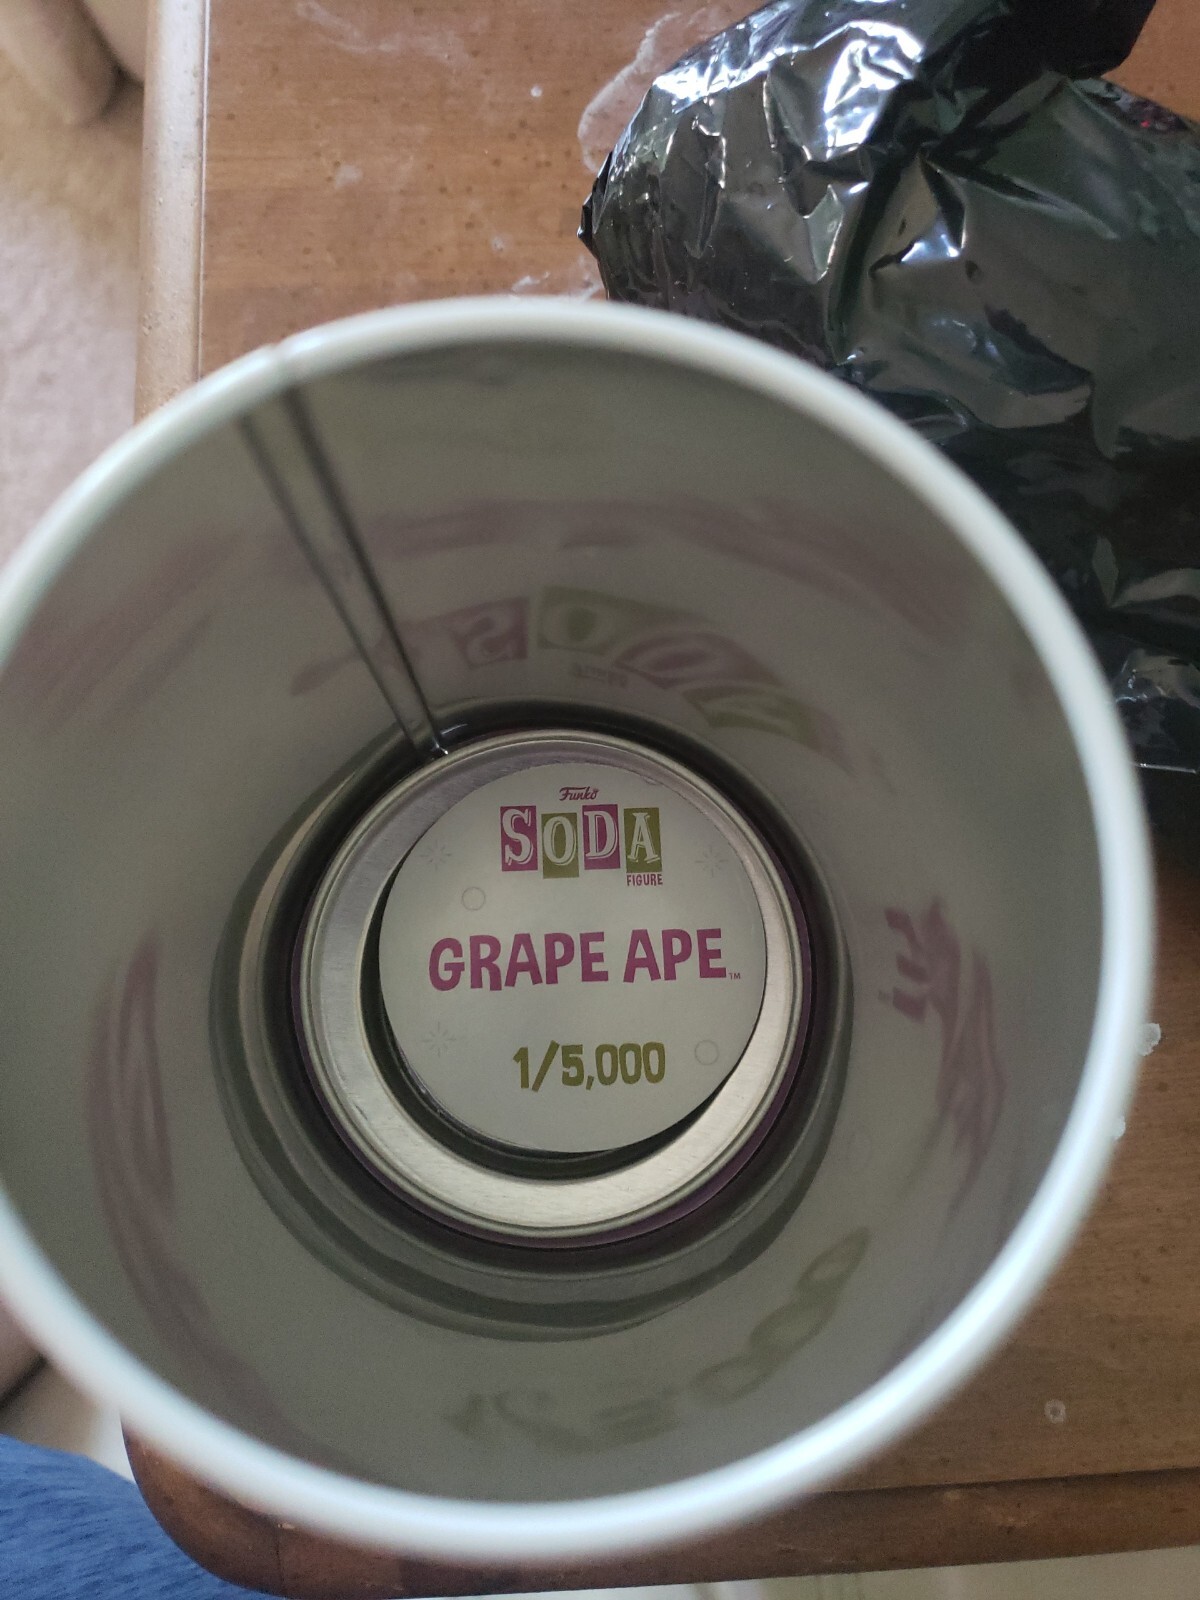 Funko
SODA
FIGURE
GRAPE APE™
1/5,000